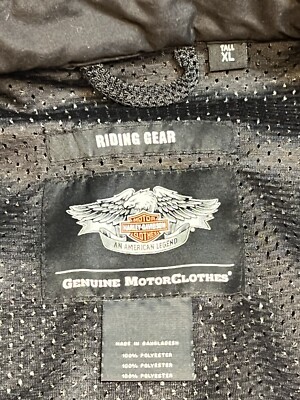 TALL
XL
RIDING GEAR
MOTOR
HARLEY-DAVIDSON
CLOTHES
AN AMERICAN LEGEND
GENUINE MOTORCLOTHES®
MADE IN BANGLADESH
100% POLYESTER
100% POLYESTER
100% POLYESTER